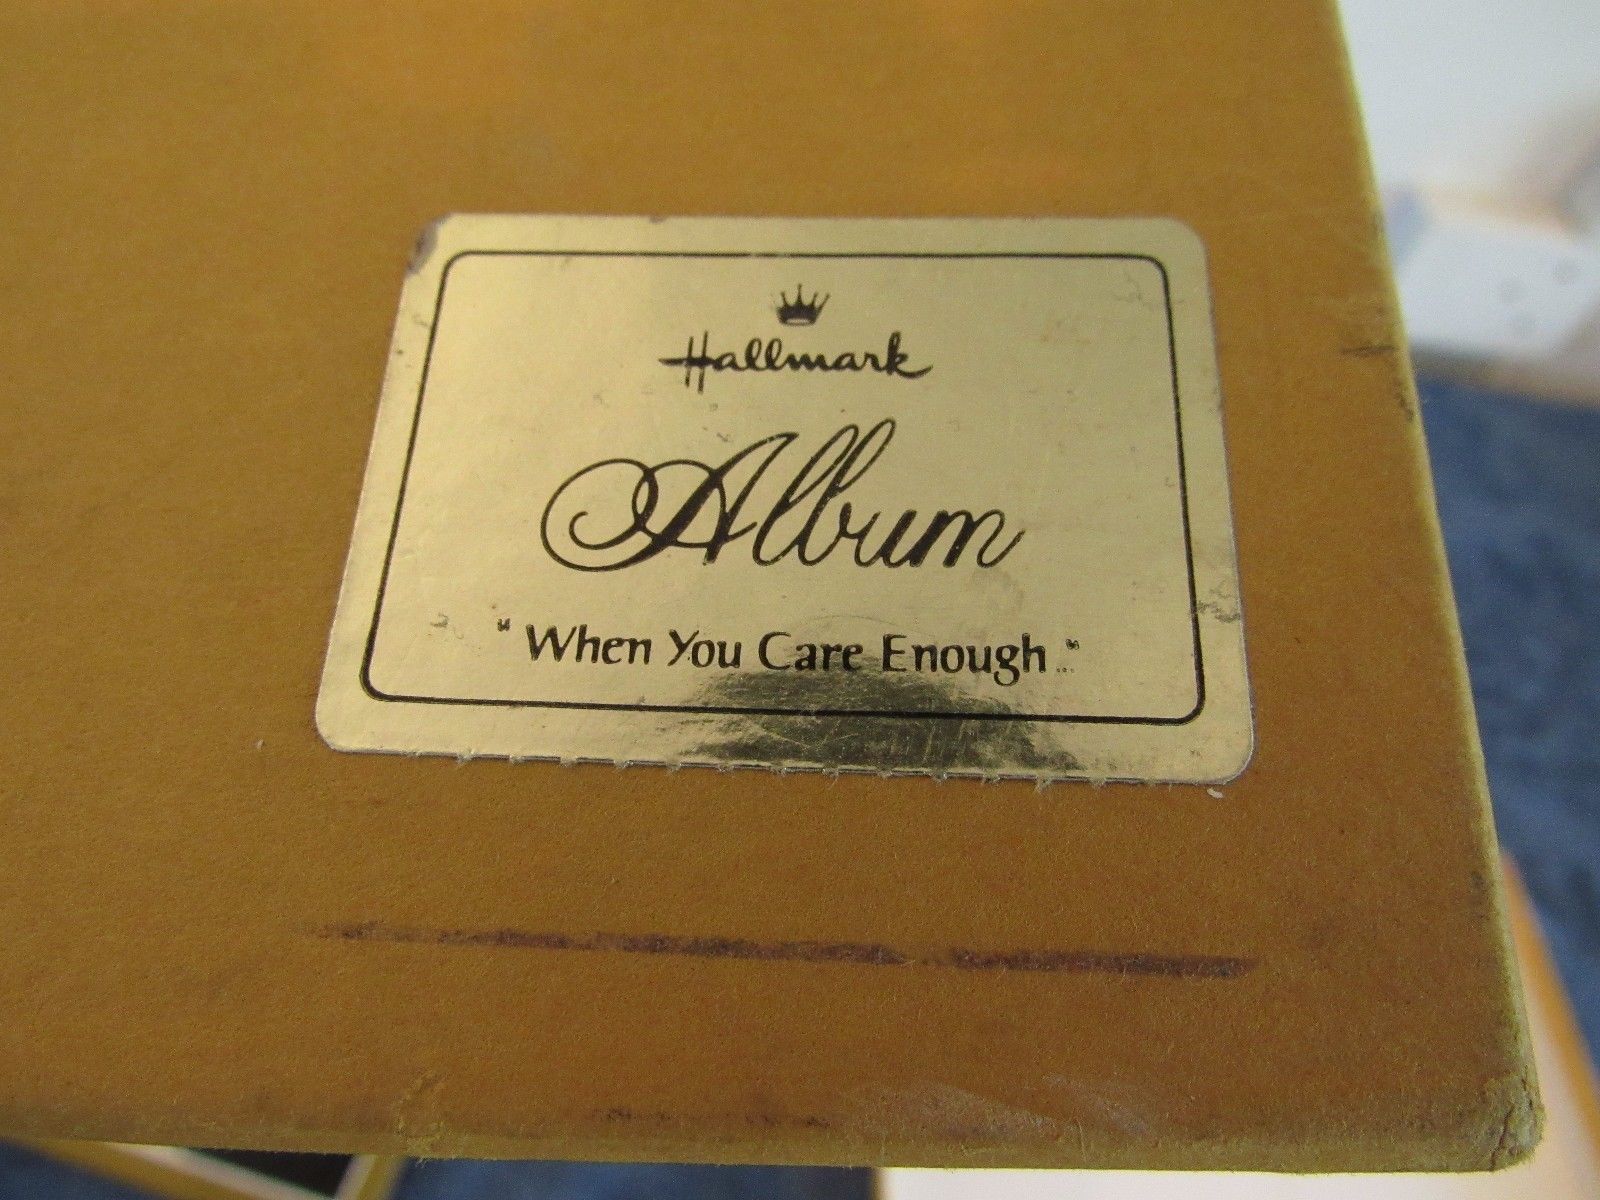 Hallmark
Album
"When You Care Enough..."